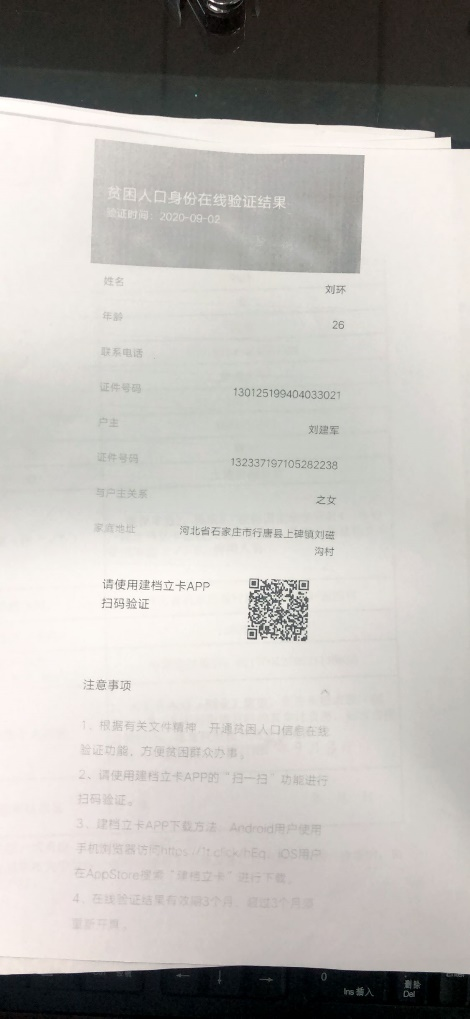 贫困人口身份在线验证结果
验证时间：2020-09-02
姓名 刘环
年龄 26
联系电话
证件号码 130125199404033021
户主 刘建军
证件号码 132337197105282238
与户主关系 之女
家庭地址 河北省石家庄市行唐县上碑镇刘磁
沟村
请使用建档立卡APP
扫码验证
注意事项
1、根据有关文件精神，开通贫困人口信息在线
验证功能，方便贫困群众办事。
2、请使用建档立卡APP的“扫一扫”功能进行
扫码验证。
3、建档立卡APP下载方法：Android用户使用
手机浏览器访问https://t.click/bEq，iOS用户
在AppStore搜索“建档立卡”进行下载。
4、在线验证结果有效期3个月，超过3个月须
重新开具。
← ↓ → 0
Ins 插入
删除
Del